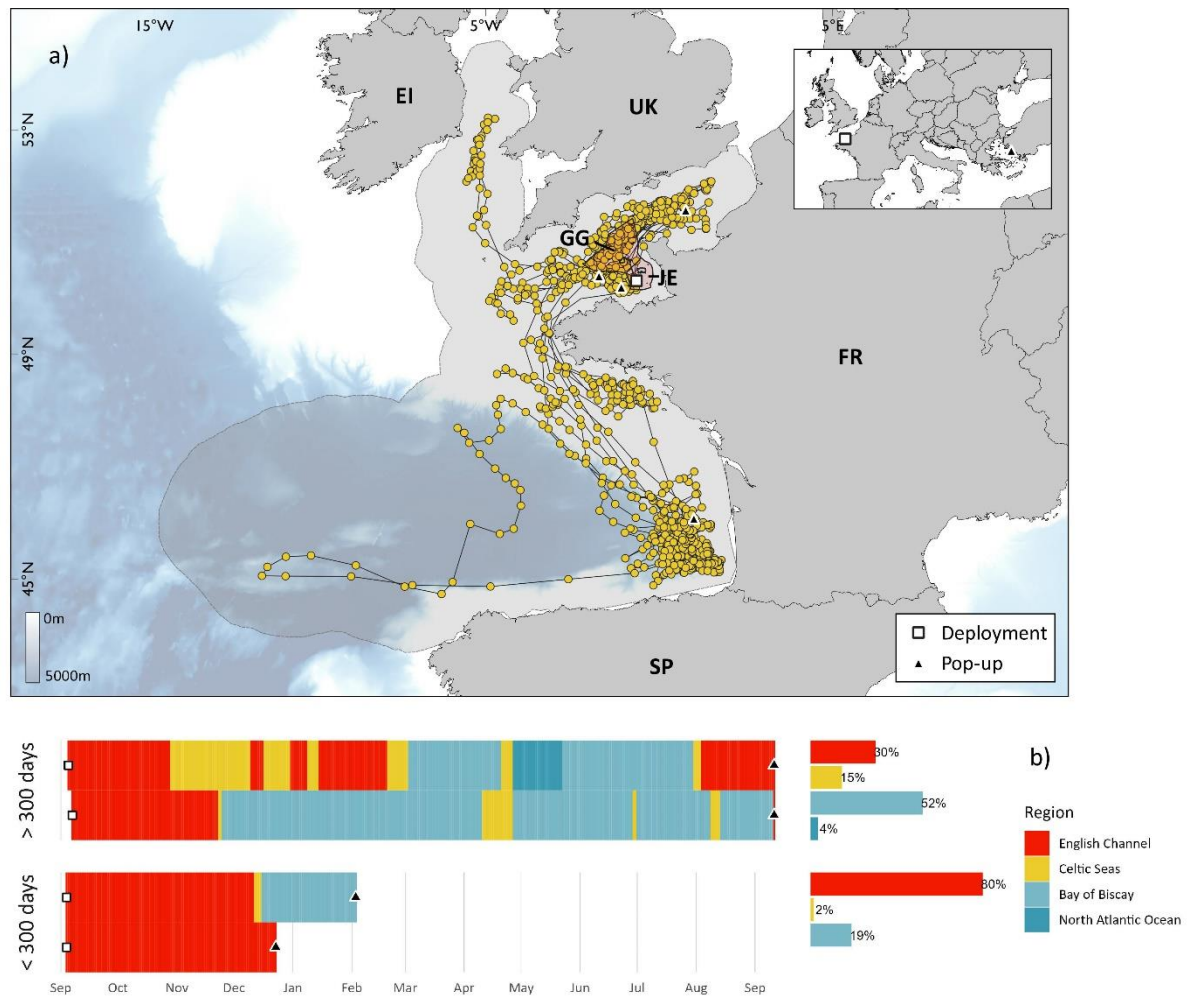 15°W
5°W
5°E
a)
EI
UK
53°N
GG
JE
49°N
FR
45°N
0m
5000m
SP
Deployment
Pop-up
> 300 days
30%
15%
52%
4%
b)
Region
English Channel
Celtic Seas
Bay of Biscay
North Atlantic Ocean
< 300 days
80%
2%
19%
Sep Oct Nov Dec Jan Feb Mar Apr May Jun Jul Aug Sep